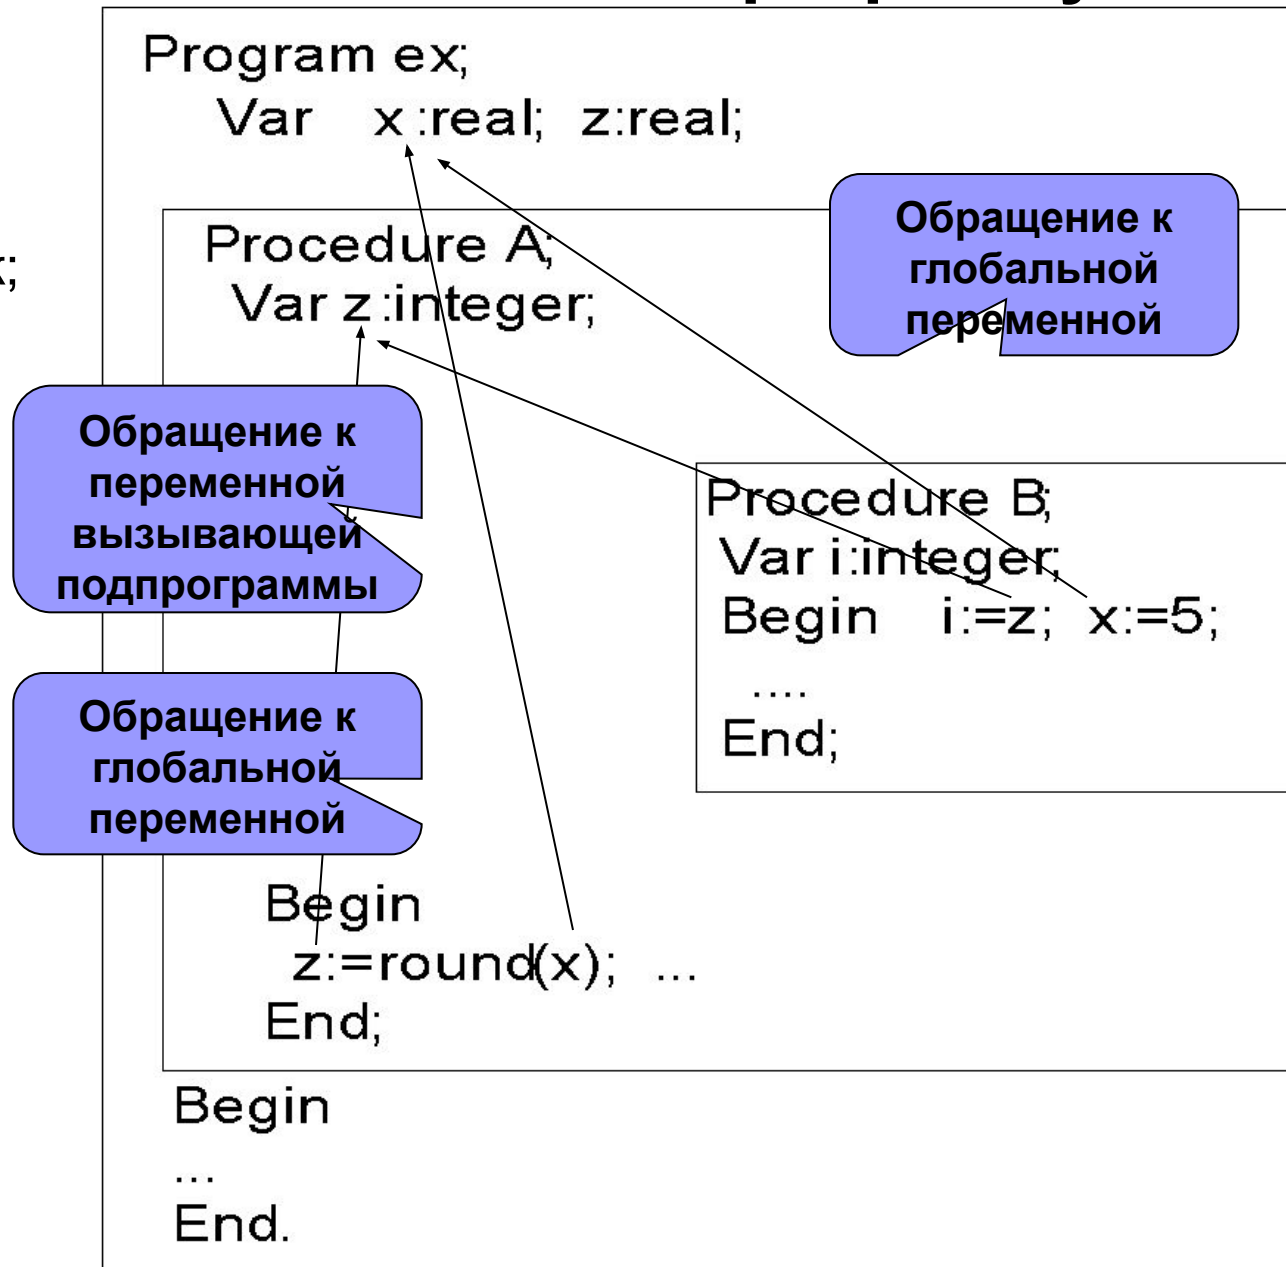 Program ex;
Var x:real; z:real;
Procedure A;
Var z:integer;
Обращение к
глобальной
переменной
Обращение к
переменной
вызывающей
подпрограммы
Procedure B;
Var i:integer;
Begin i:=z; x:=5;
....
End;
Обращение к
глобальной
переменной
Begin
z:=round(x); ...
End;
Begin
...
End.